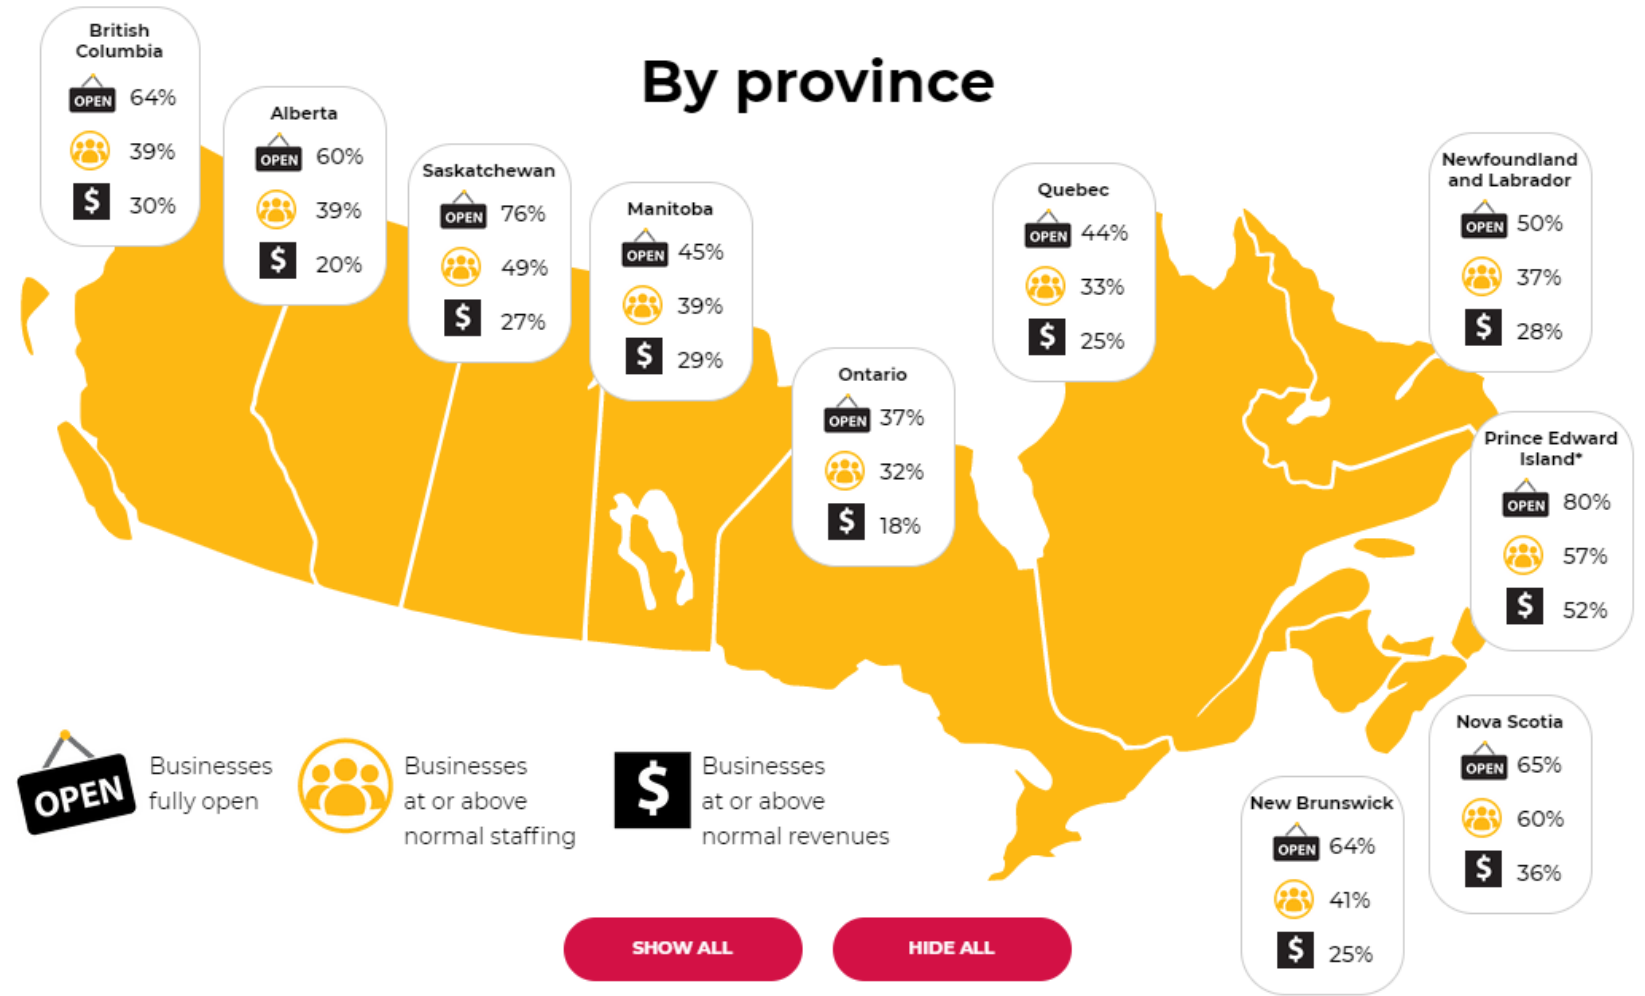 By province
British
Columbia
OPEN 64%
39%
$ 30%
Alberta
OPEN 60%
39%
$ 20%
Saskatchewan
OPEN 76%
49%
$ 27%
Manitoba
OPEN 45%
39%
$ 29%
Ontario
OPEN 37%
32%
$ 18%
Quebec
OPEN 44%
33%
$ 25%
Newfoundland
and Labrador
OPEN 50%
37%
$ 28%
Prince Edward
Island*
OPEN 80%
57%
$ 52%
Nova Scotia
OPEN 65%
60%
$ 36%
New Brunswick
OPEN 64%
41%
$ 25%
OPEN
Businesses
fully open
Businesses
at or above
normal staffing
$
Businesses
at or above
normal revenues
SHOW ALL
HIDE ALL